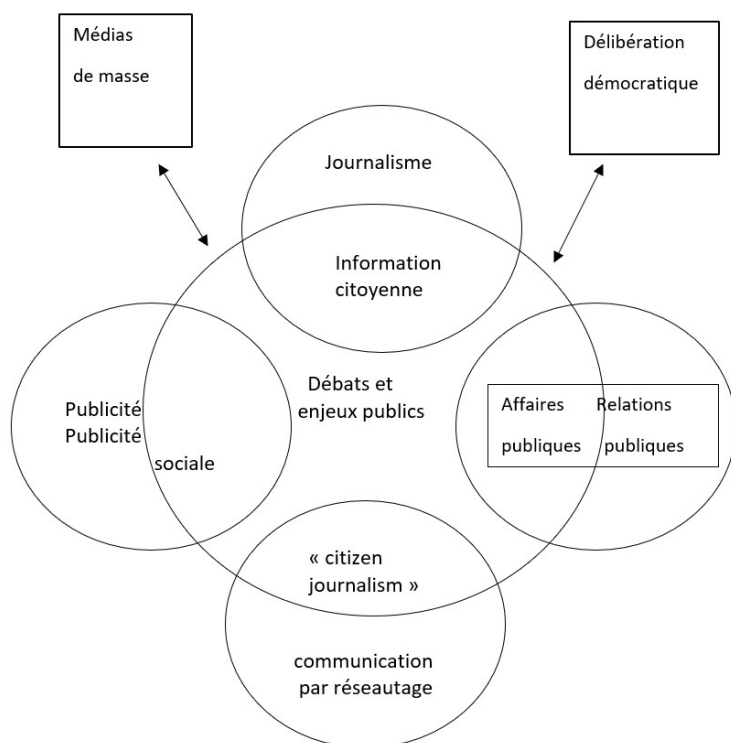 Médias
de masse
Délibération
démocratique
Journalisme
Information
citoyenne
Débats et
enjeux publics
Publicité
Publicité
sociale
Affaires Relations
publiques publiques
« citizen
journalism »
communication
par réseautage